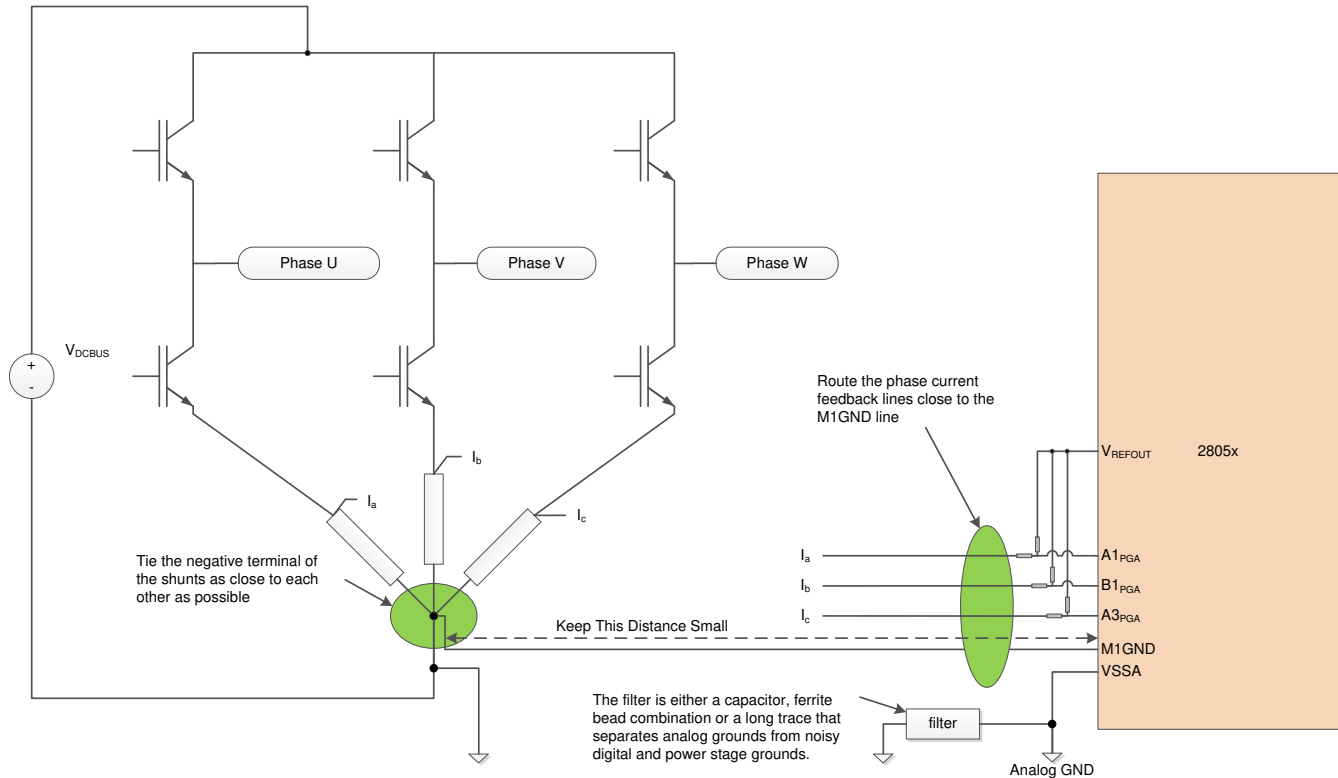 Phase U
Phase V
Phase W
VDCBUS
+
-
Route the phase current
feedback lines close to the
M1GND line
Ib
Ia
Ic
VREFOUT
2805x
Tie the negative terminal of
the shunts as close to each
other as possible
Ia
A1PGA
Ib
B1PGA
Ic
A3PGA
Keep This Distance Small
M1GND
VSSA
The filter is either a capacitor, ferrite
bead combination or a long trace that
separates analog grounds from noisy
digital and power stage grounds.
filter
Analog GND